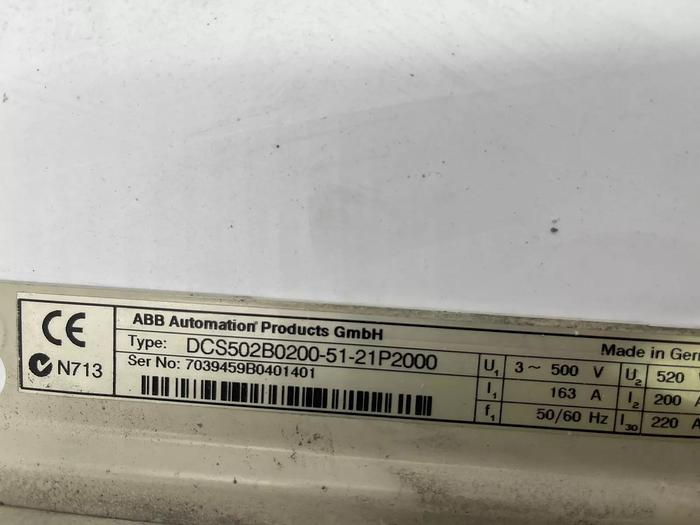 CE
N713
ABB Automation Products GmbH
Type: DCS502B0200-51-21P2000
Ser No: 7039459B0401401
Made in
U1 3~ 500 V U2 520
I1 163 A I2 200
f1 50/60 Hz I30 220